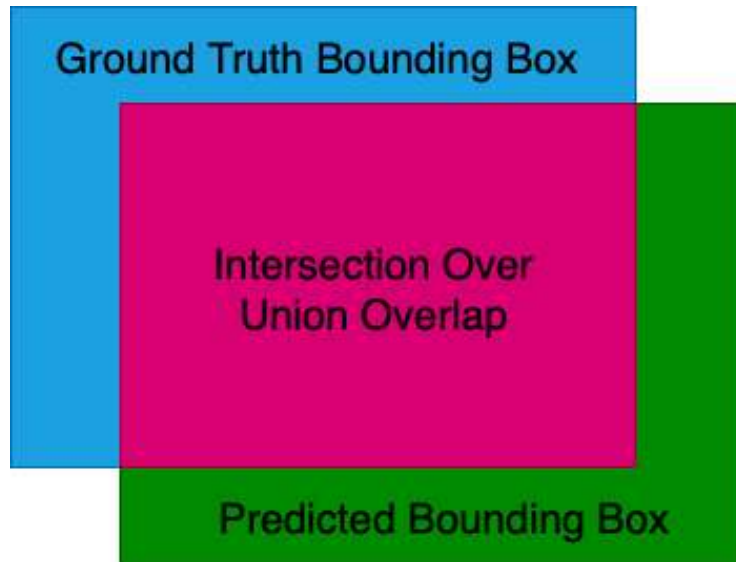 Ground Truth Bounding Box
Intersection Over
Union Overlap
Predicted Bounding Box